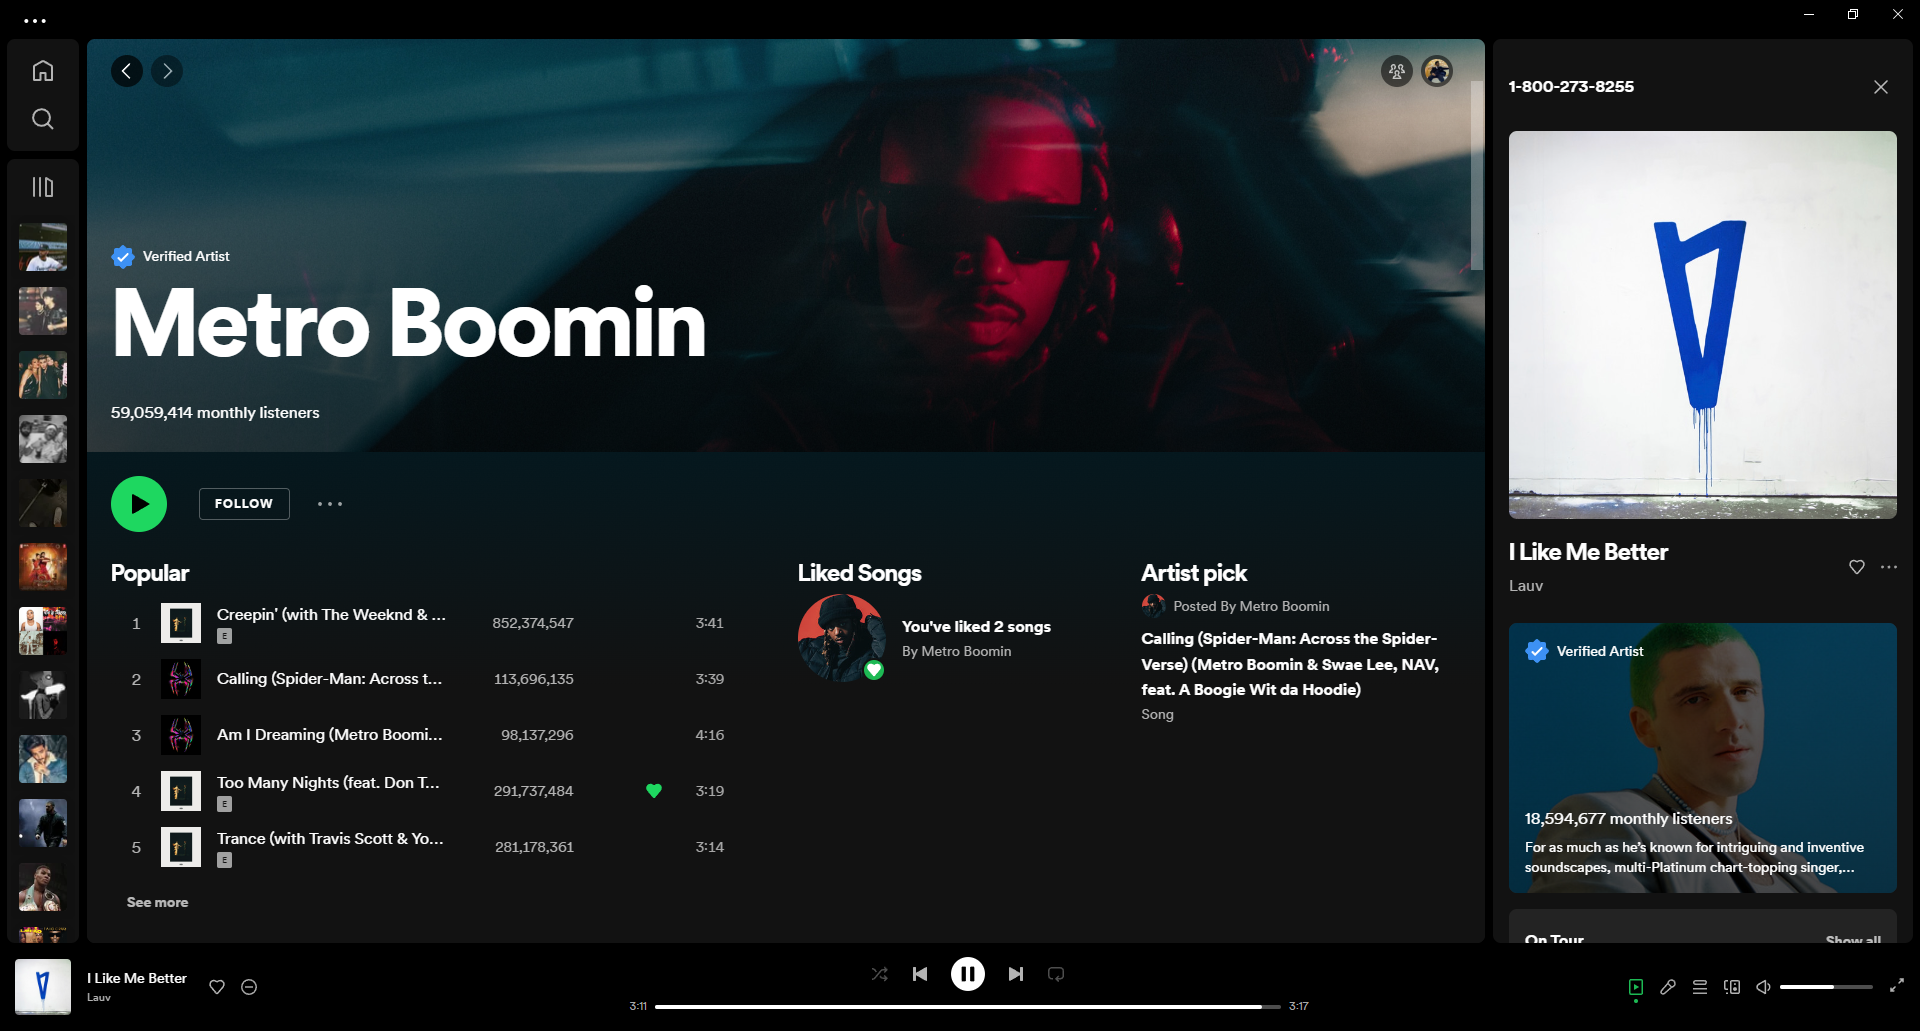 Verified Artist
Metro Boomin
59,059,414 monthly listeners
FOLLOW
Popular
1 Creepin' (with The Weeknd & ... 852,374,547 3:41
E
2 Calling (Spider-Man: Across t... 113,696,135 3:39
3 Am I Dreaming (Metro Boomi... 98,137,296 4:16
4 Too Many Nights (feat. Don T... 291,737,484 3:19
E
5 Trance (with Travis Scott & Yo... 281,178,361 3:14
E
See more
Liked Songs
You've liked 2 songs
By Metro Boomin
Artist pick
Posted By Metro Boomin
Calling (Spider-Man: Across the Spider-
Verse) (Metro Boomin & Swae Lee, NAV,
feat. A Boogie Wit da Hoodie)
Song
1-800-273-8255
I Like Me Better
Lauv
Verified Artist
18,594,677 monthly listeners
For as much as he's known for intriguing and inventive
soundscapes, multi-Platinum chart-topping singer,...
On Tour Show all
I Like Me Better
Lauv
3:11 3:17